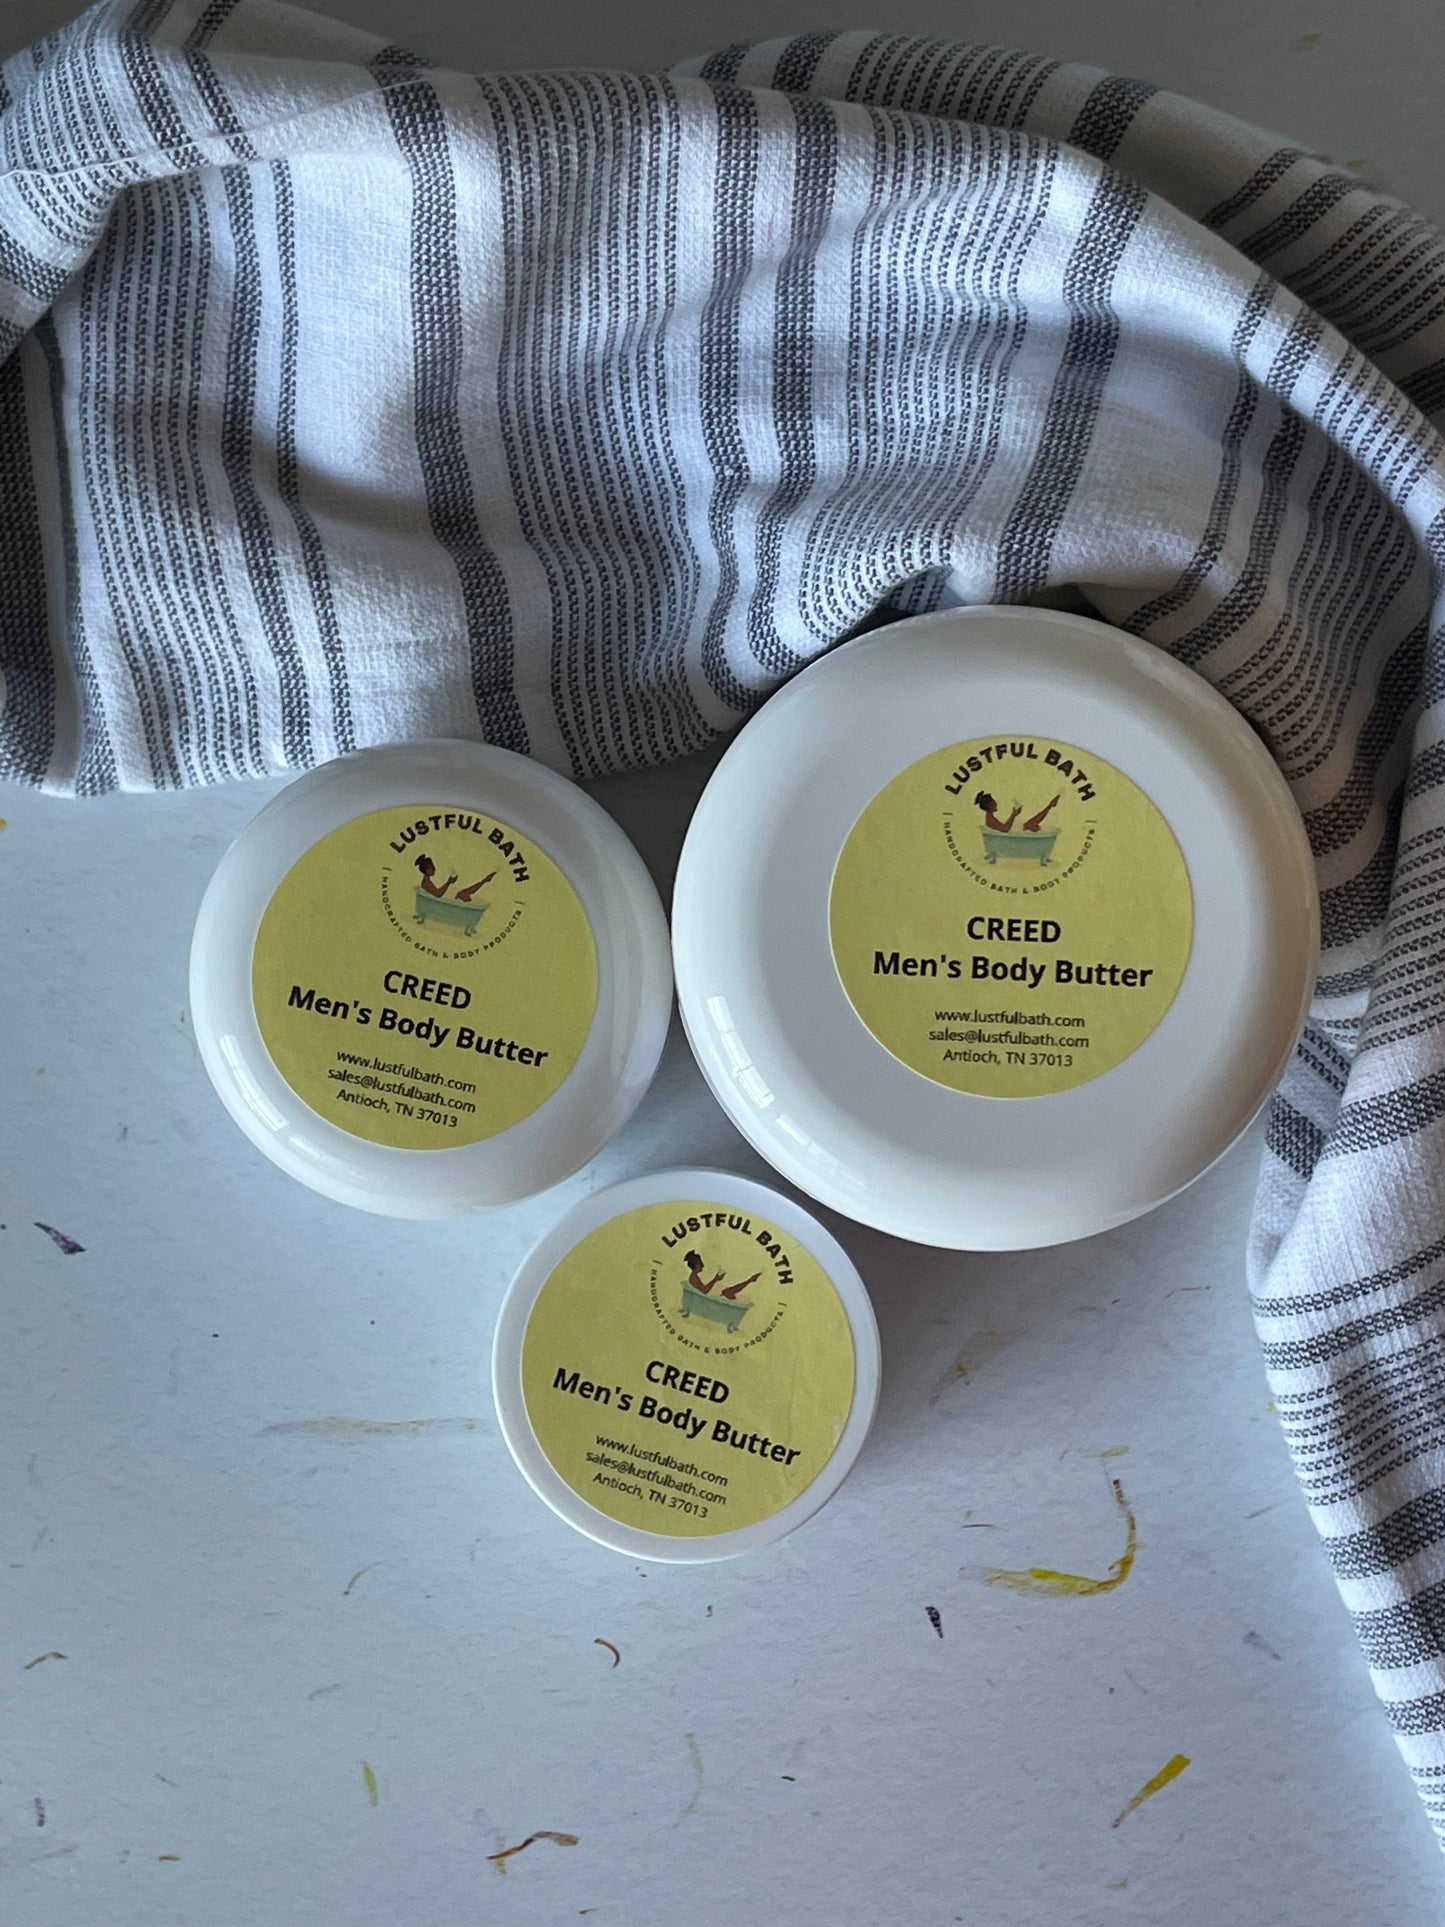 LUSTFUL BATH
| HANDCRAFTED BATH & BODY PRODUCTS |
CREED
Men's Body Butter
www.lustfulbath.com
sales@lustfulbath.com
Antioch, TN 37013
LUSTFUL BATH
| HANDCRAFTED BATH & BODY PRODUCTS |
CREED
Men's Body Butter
www.lustfulbath.com
sales@lustfulbath.com
Antioch, TN 37013
LUSTFUL BATH
| HANDCRAFTED BATH & BODY PRODUCTS |
CREED
Men's Body Butter
www.lustfulbath.com
sales@lustfulbath.com
Antioch, TN 37013